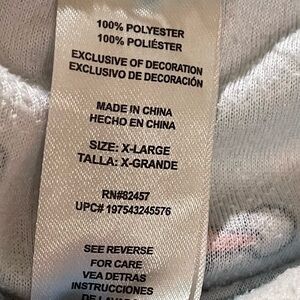 100% POLYESTER
100% POLIÉSTER
EXCLUSIVE OF DECORATION
EXCLUSIVO DE DECORACIÓN
MADE IN CHINA
HECHO EN CHINA
SIZE: X-LARGE
TALLA: X-GRANDE
RN#82457
UPC# 197543245576
SEE REVERSE
FOR CARE
VEA DETRAS
INSTRUCCIONES